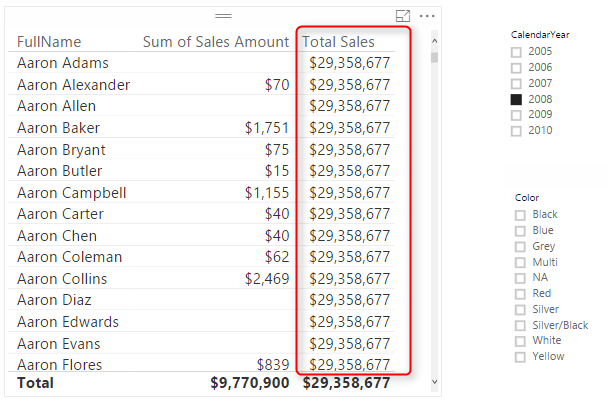 FullName Sum of Sales Amount Total Sales
Aaron Adams $29,358,677
Aaron Alexander $70 $29,358,677
Aaron Allen $29,358,677
Aaron Baker $1,751 $29,358,677
Aaron Bryant $75 $29,358,677
Aaron Butler $15 $29,358,677
Aaron Campbell $1,155 $29,358,677
Aaron Carter $40 $29,358,677
Aaron Chen $40 $29,358,677
Aaron Coleman $62 $29,358,677
Aaron Collins $2,469 $29,358,677
Aaron Diaz $29,358,677
Aaron Edwards $29,358,677
Aaron Evans $29,358,677
Aaron Flores $839 $29,358,677
Total $9,770,900 $29,358,677
CalendarYear
2005
2006
2007
2008
2009
2010
Color
Black
Blue
Grey
Multi
NA
Red
Silver
Silver/Black
White
Yellow